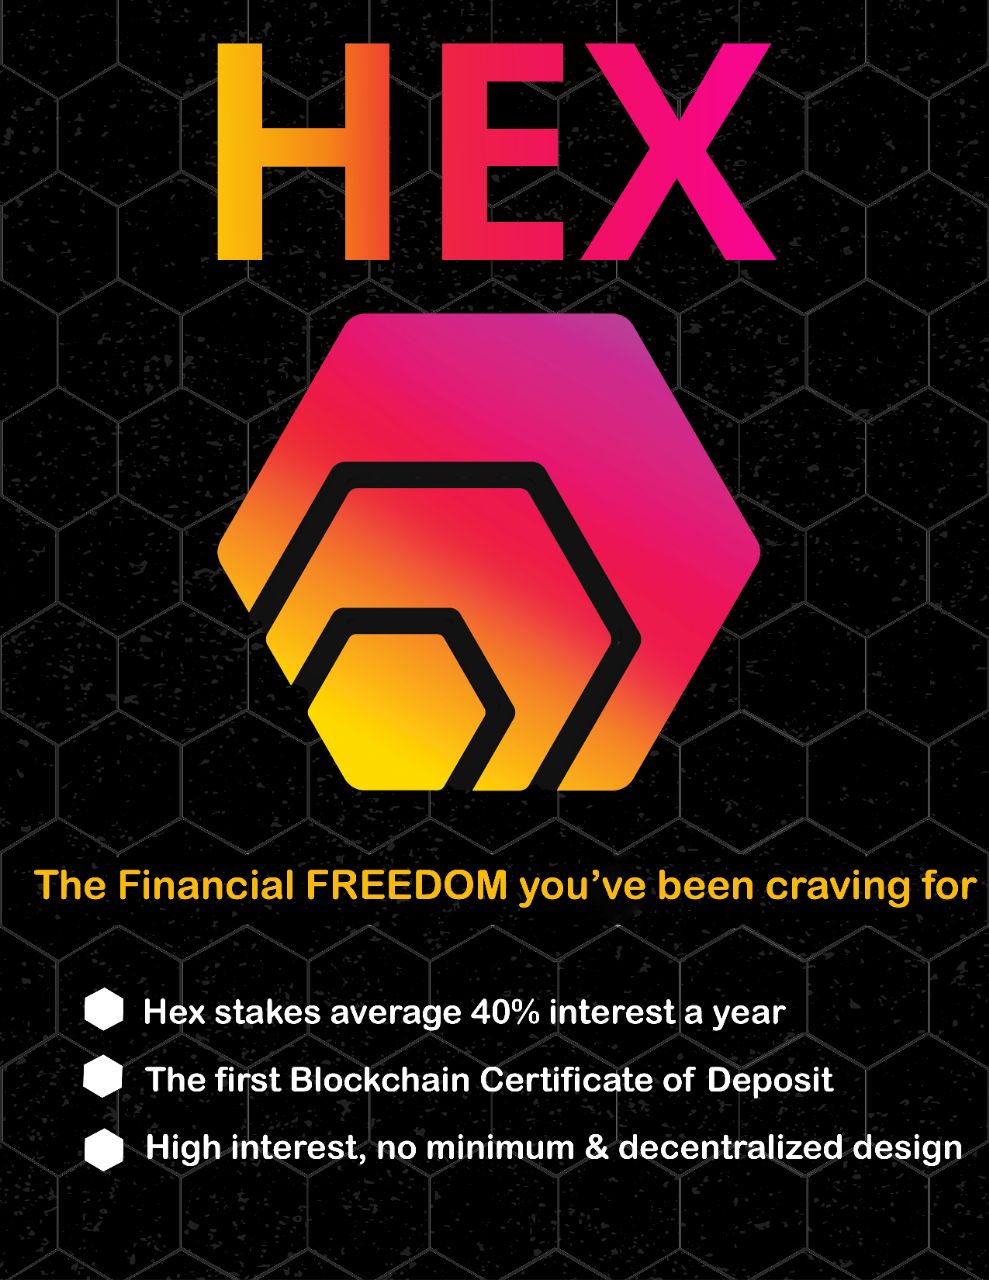 HEX
The Financial FREEDOM you’ve been craving for
Hex stakes average 40% interest a year
The first Blockchain Certificate of Deposit
High interest, no minimum & decentralized design